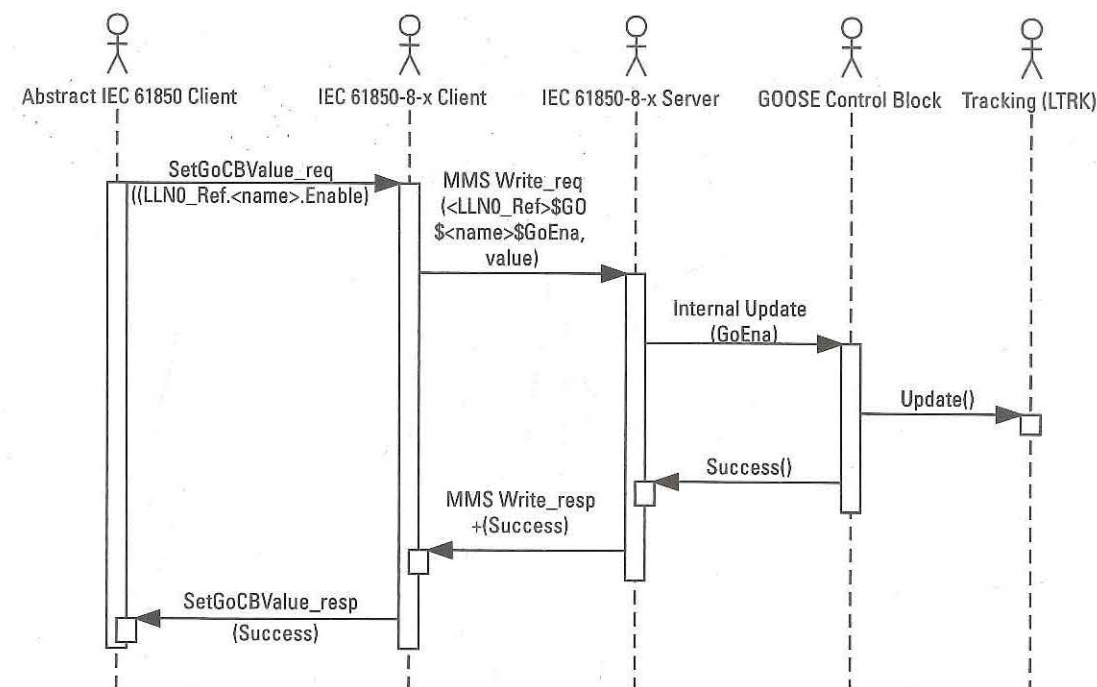 Abstract IEC 61850 Client
IEC 61850-8-x Client
IEC 61850-8-x Server
GOOSE Control Block
Tracking (LTRK)
SetGoCBValue_req
((LLN0_Ref.<name>.Enable)
MMS Write_req
(<LLN0_Ref>$GO
$<name>$GoEna,
value)
Internal Update
(GoEna)
Update()
Success()
MMS Write_resp
+(Success)
SetGoCBValue_resp
(Success)